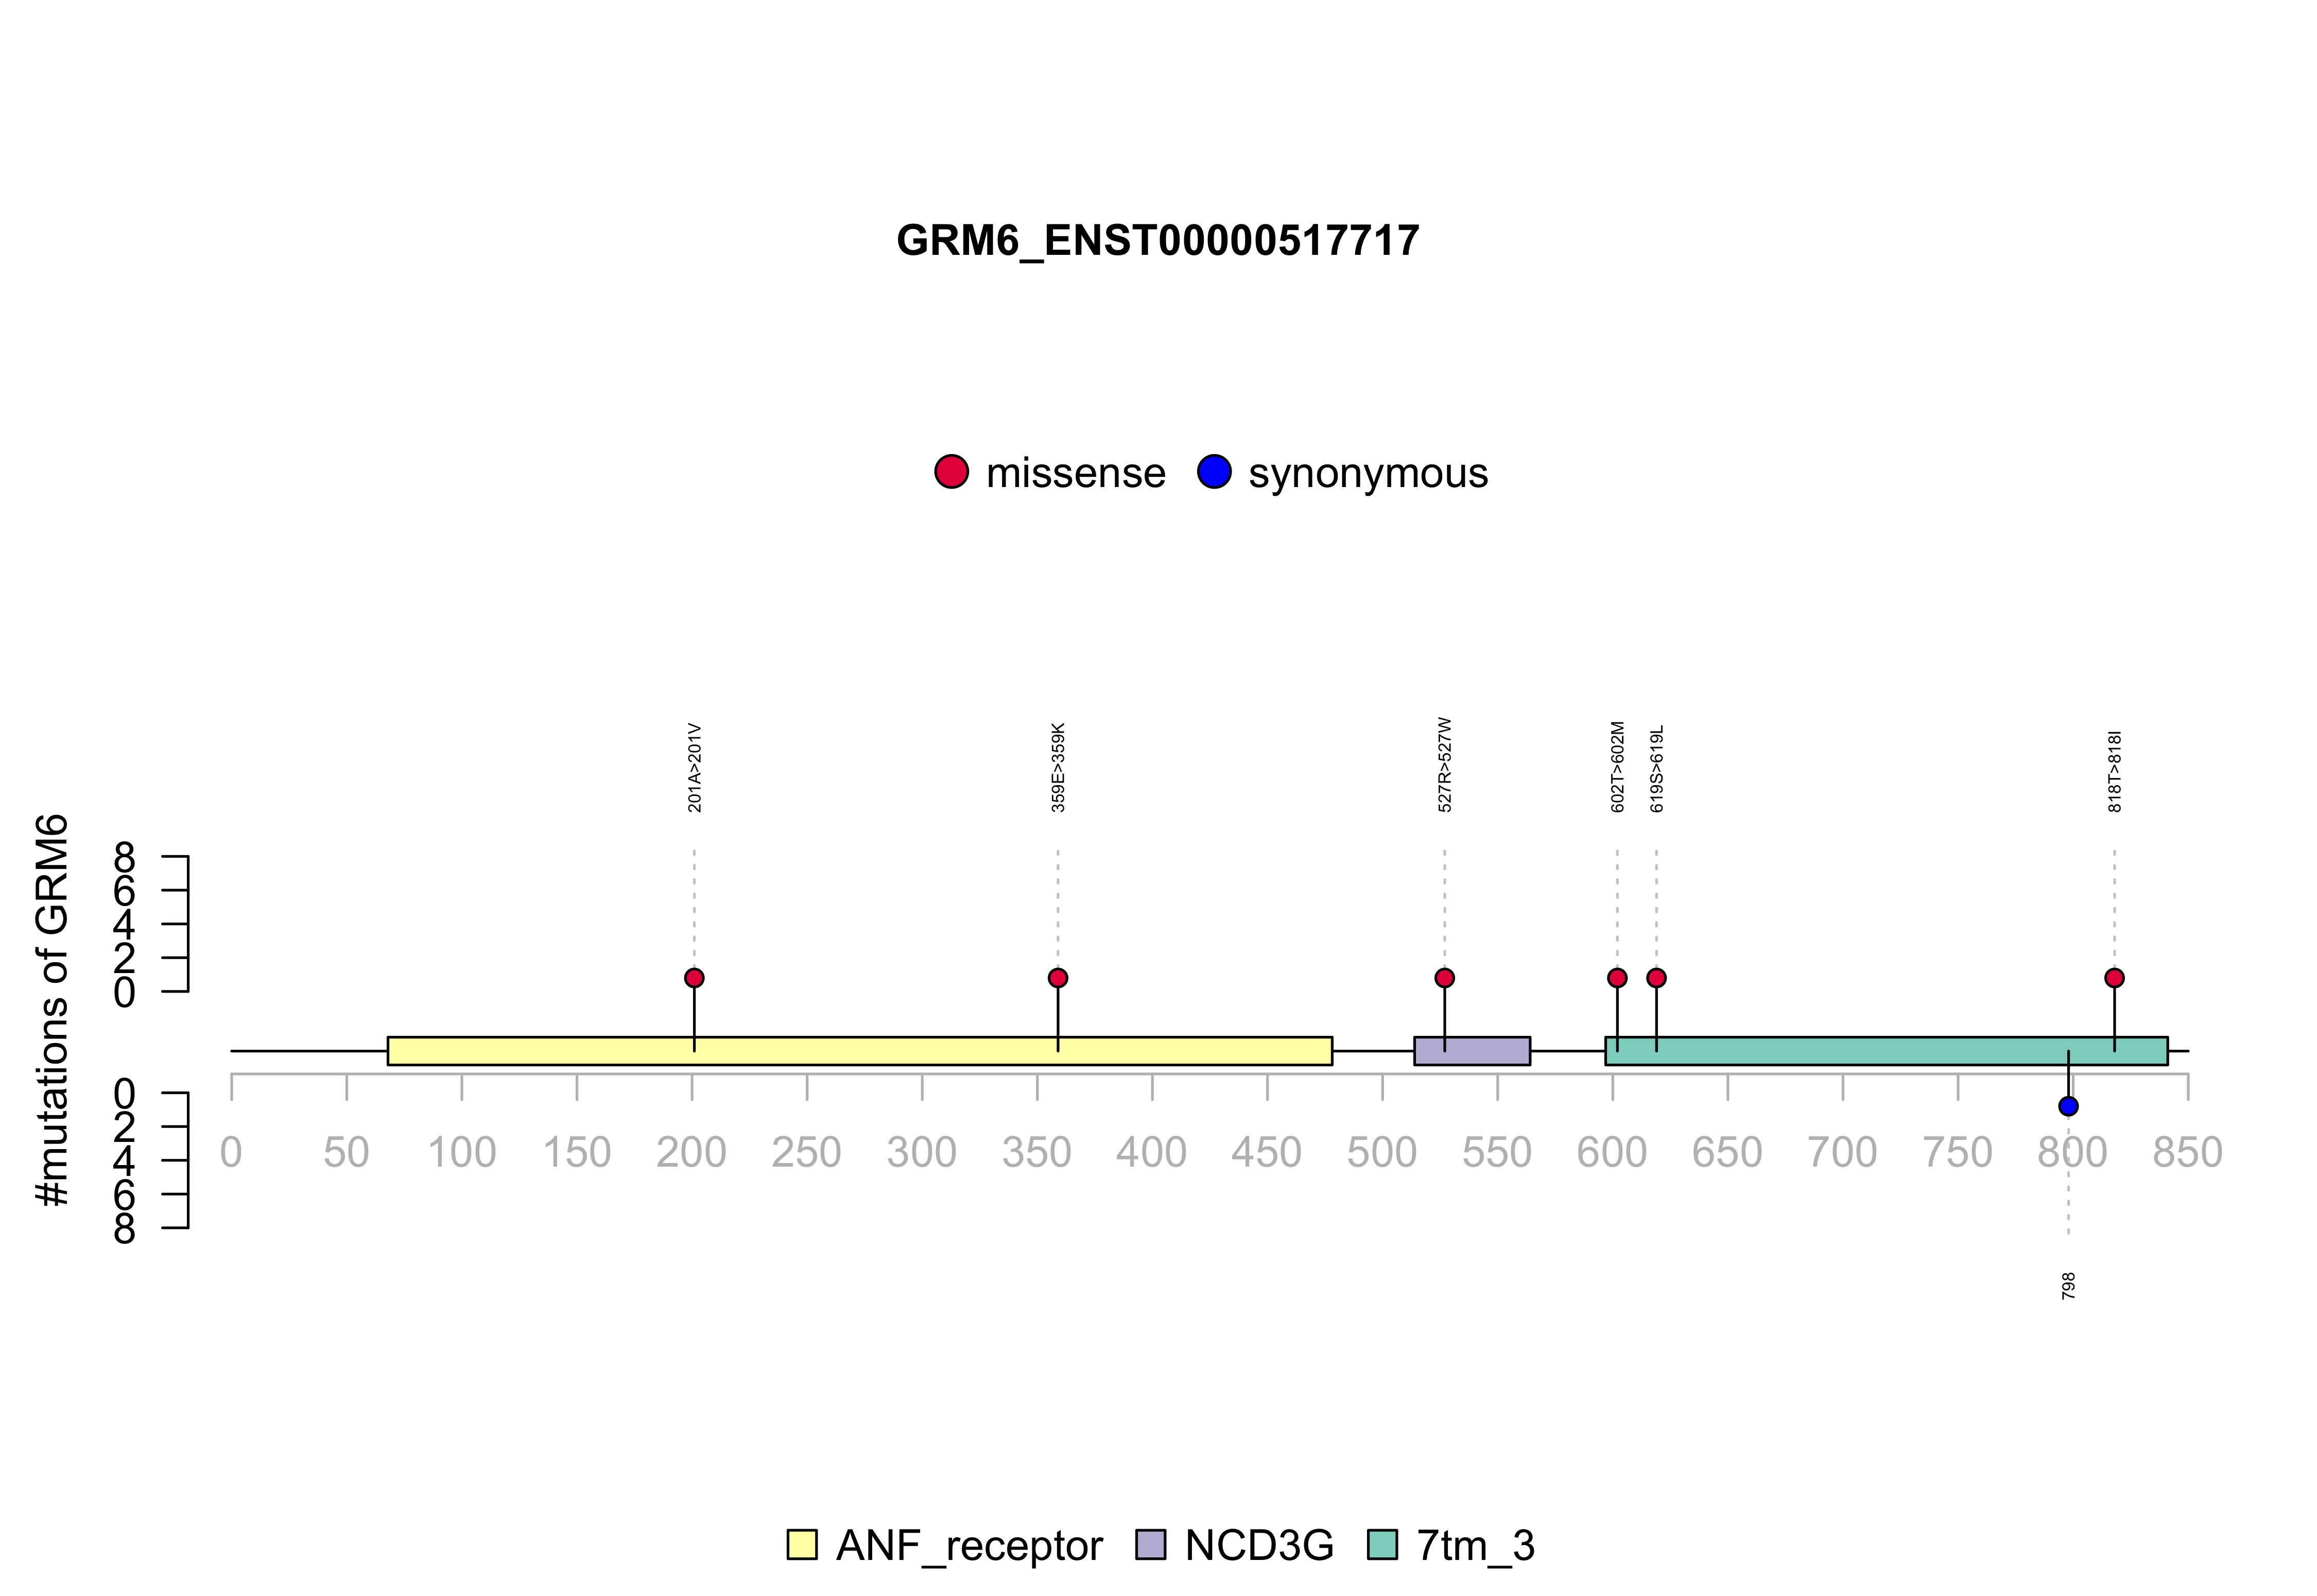 GRM6_ENST00000517717
missense synonymous
201A>201V
359E>359K
527R>527W
602T>602M
619S>619L
818T>818I
#mutations of GRM6
8
6
4
2
0
0
2
4
6
8
0 50 100 150 200 250 300 350 400 450 500 550 600 650 700 750 800 850
798
ANF_receptor NCD3G 7tm_3